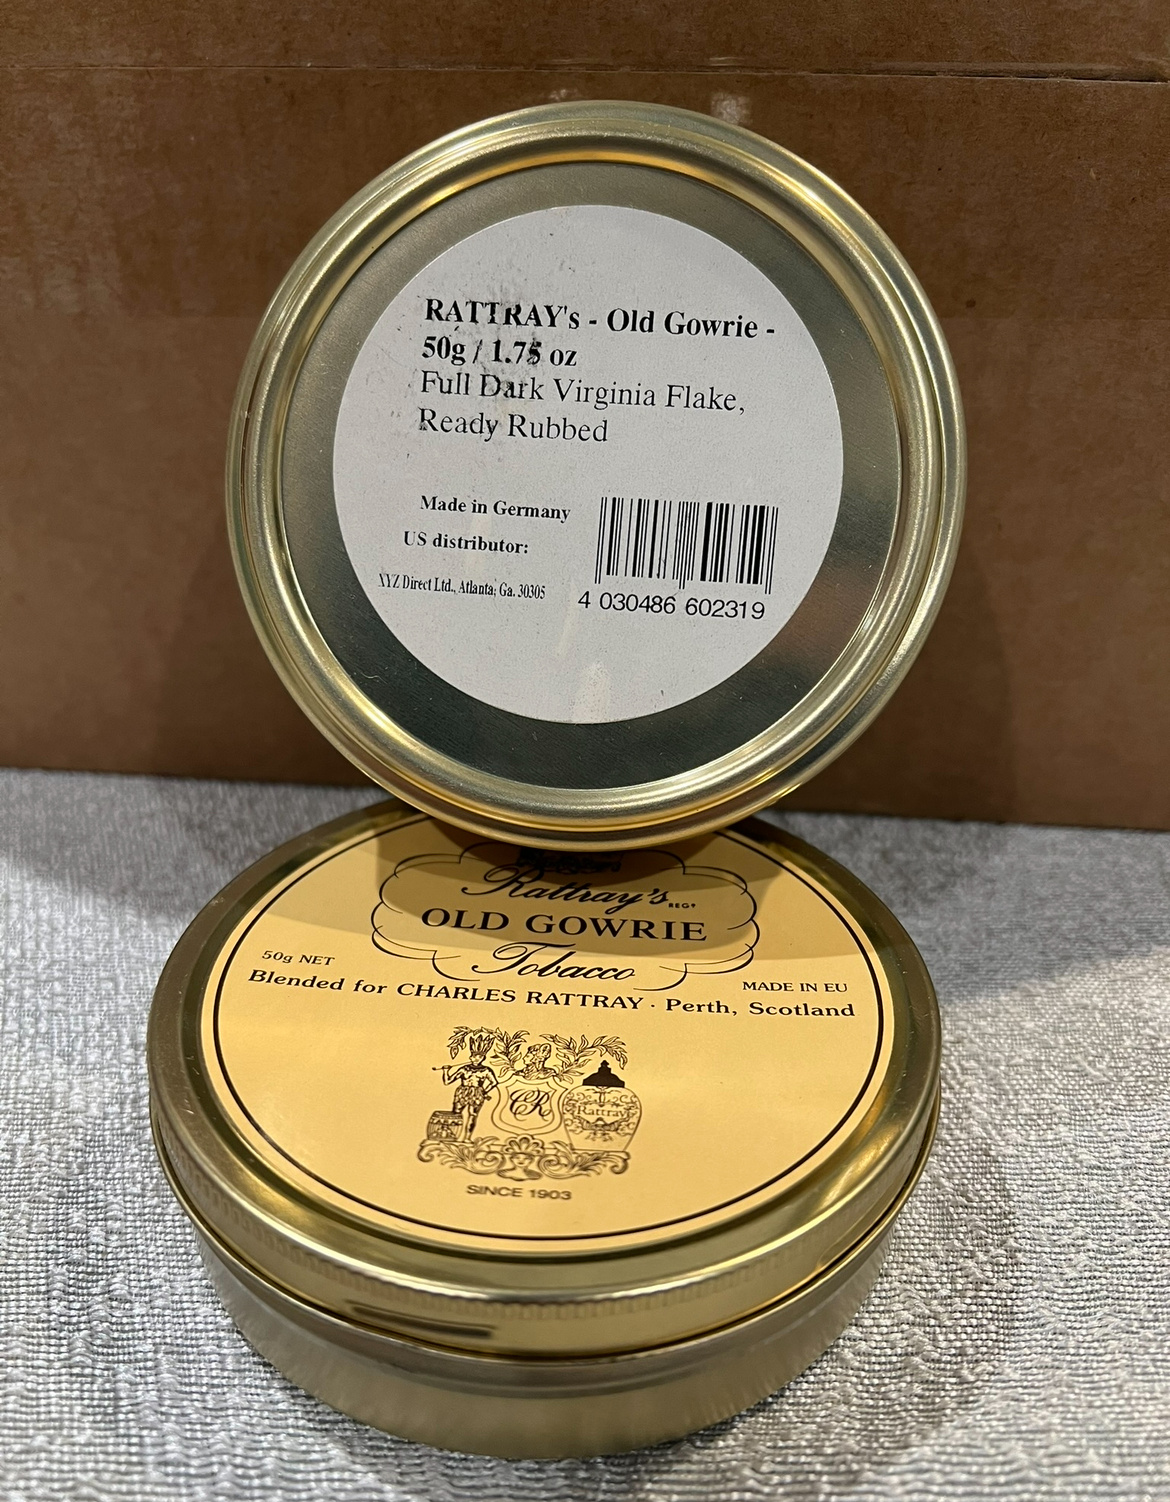 RATTRAY's - Old Gowrie -
50g / 1.75 oz
Full Dark Virginia Flake,
Ready Rubbed
Made in Germany
US distributor:
XYZ Direct Ltd., Atlanta, Ga. 30305
4 030486 602319
Rattray's REGD
OLD GOWRIE
Tobacco
50g NET
MADE IN EU
Blended for CHARLES RATTRAY · Perth, Scotland
CR
Rattray
SINCE 1903